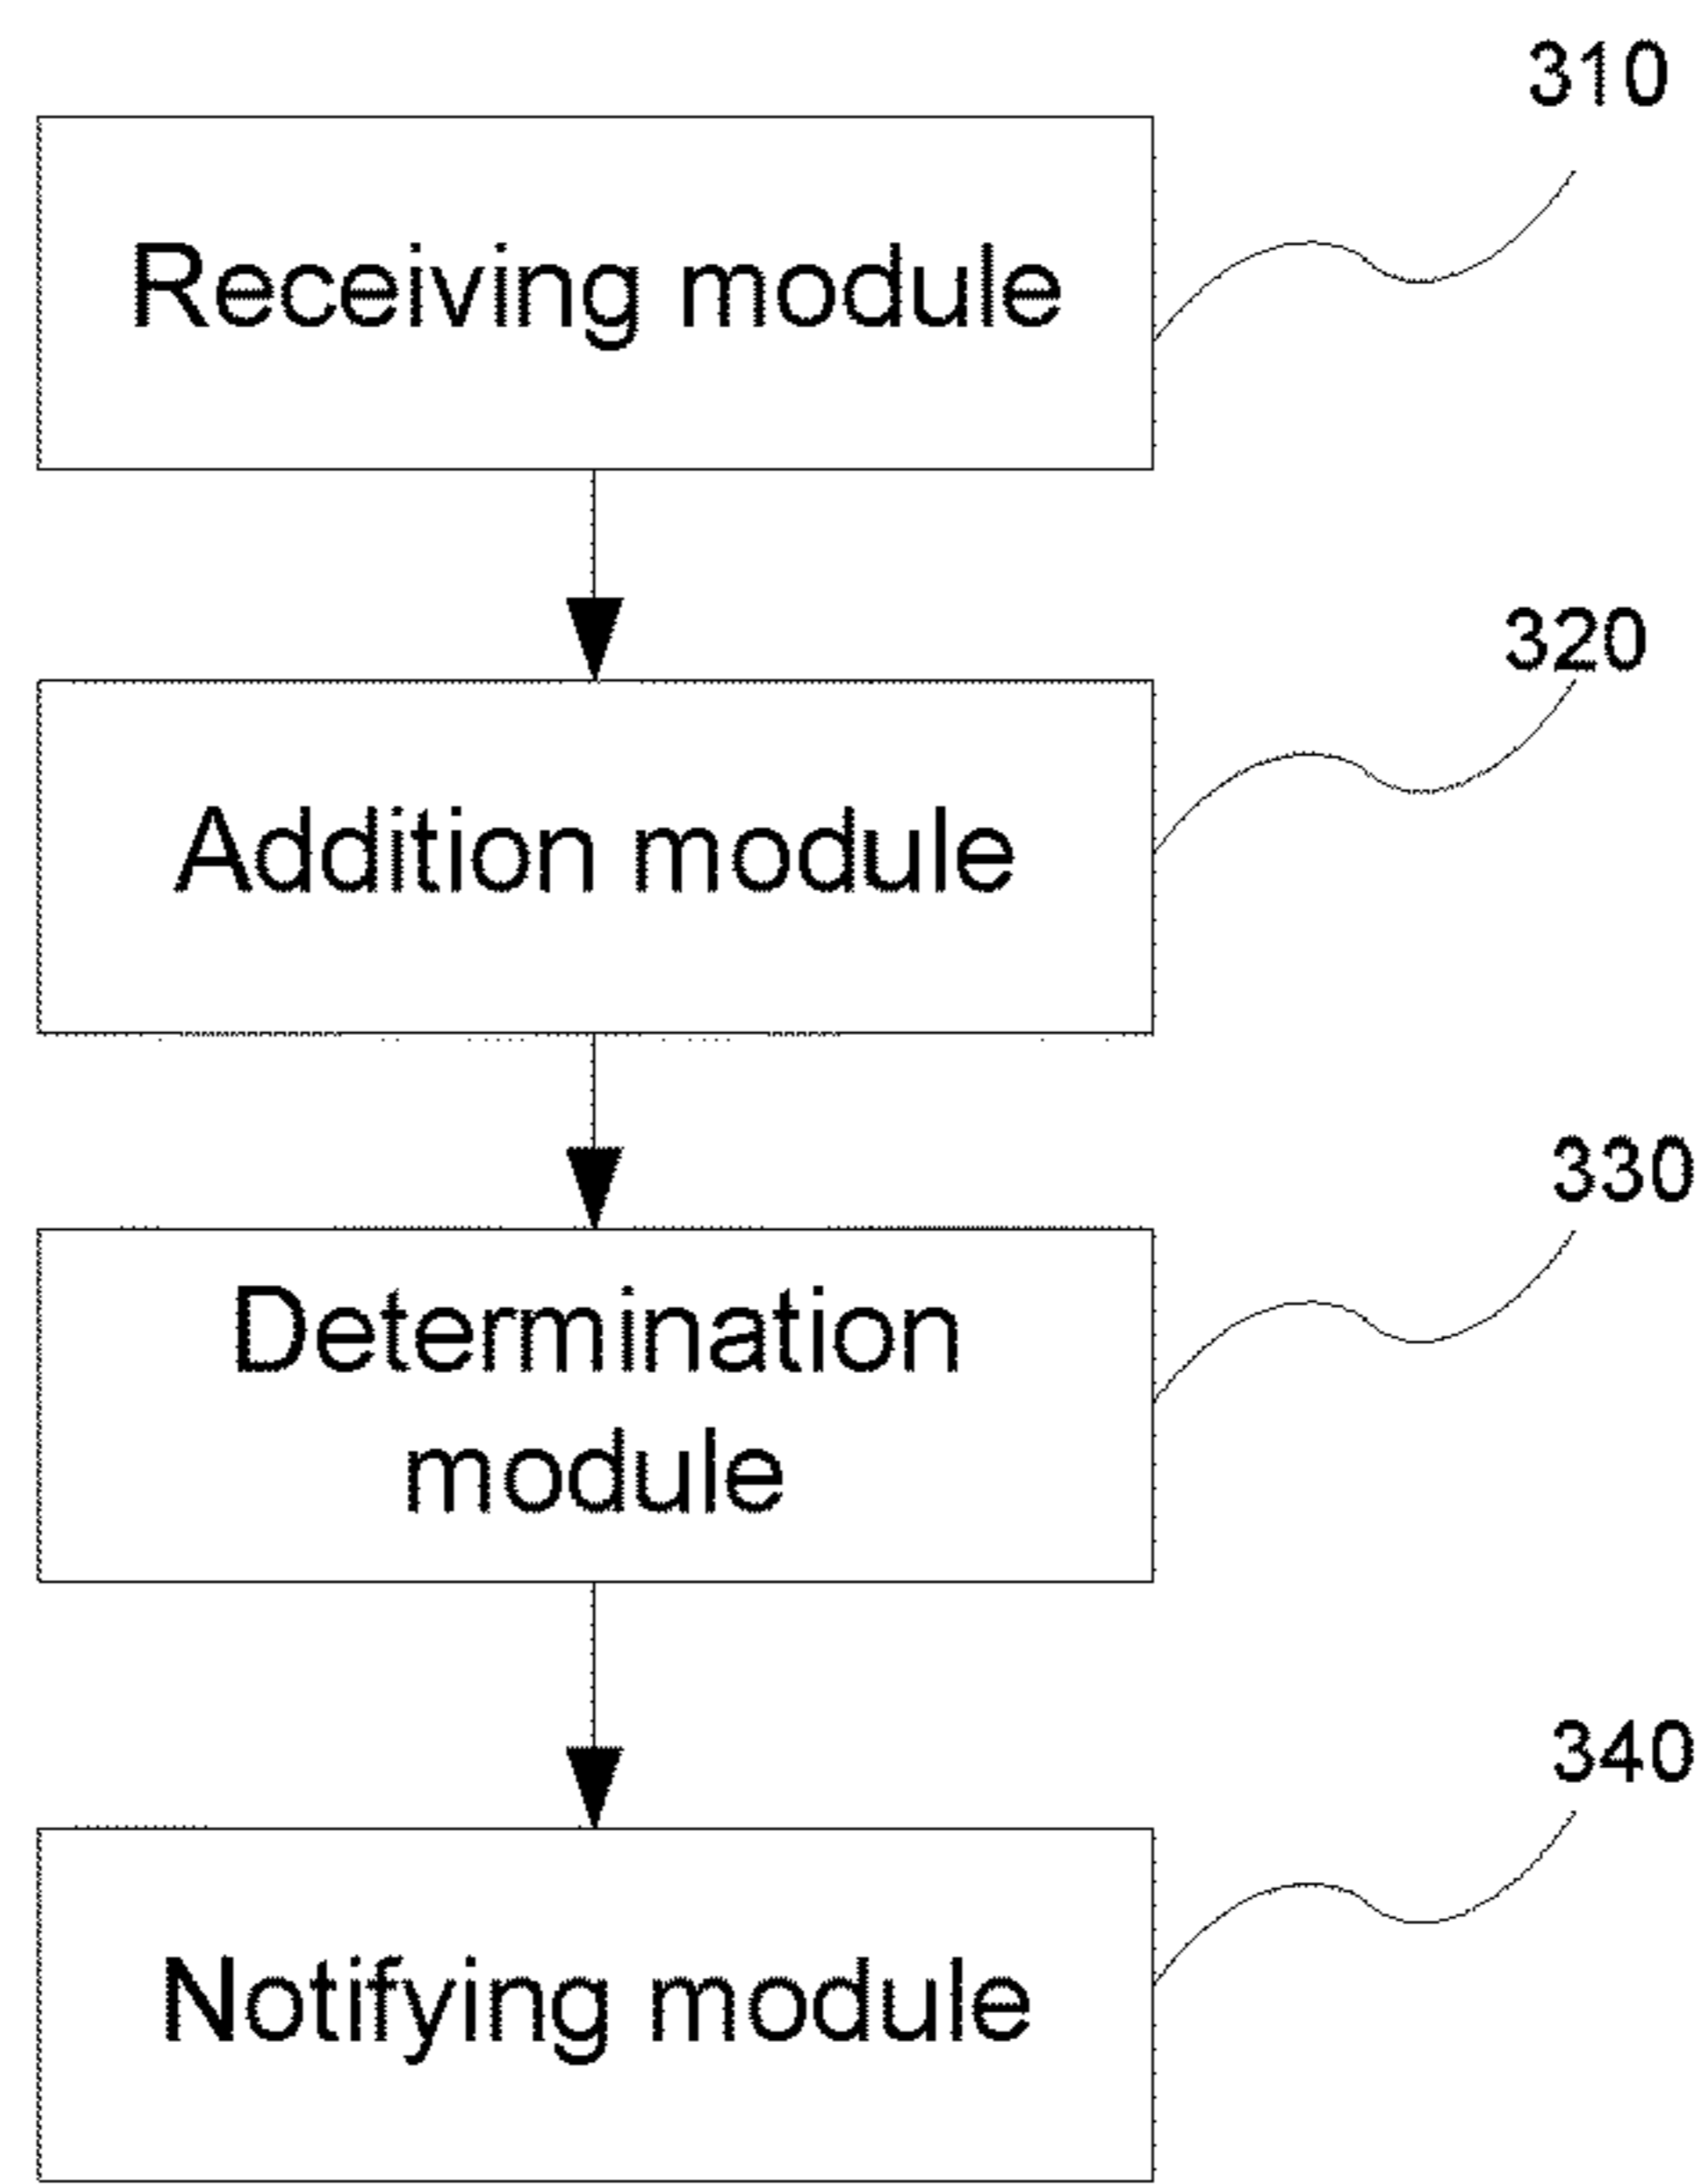 310
Receiving module
320
Addition module
330
Determination
module
340
Notifying module